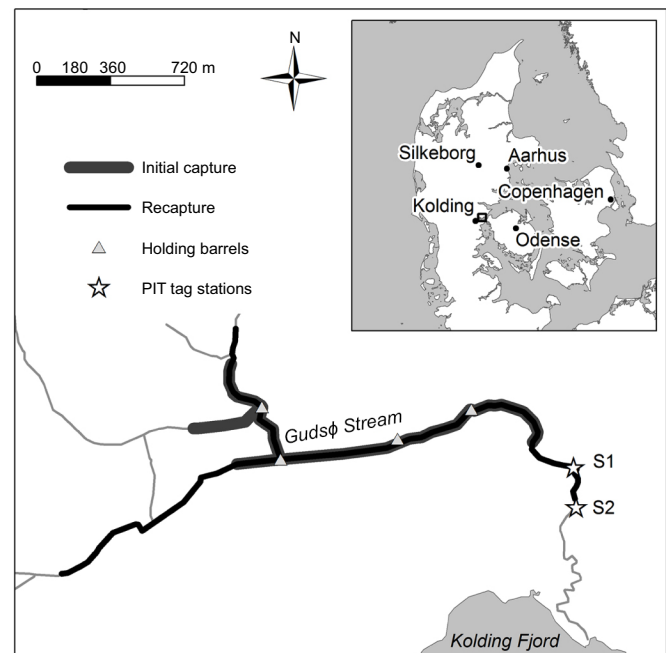 N
0 180 360 720 m
Initial capture
Recapture
Holding barrels
PIT tag stations
Silkeborg
Aarhus
Copenhagen
Kolding
Odense
Gudsϕ Stream
S1
S2
Kolding Fjord